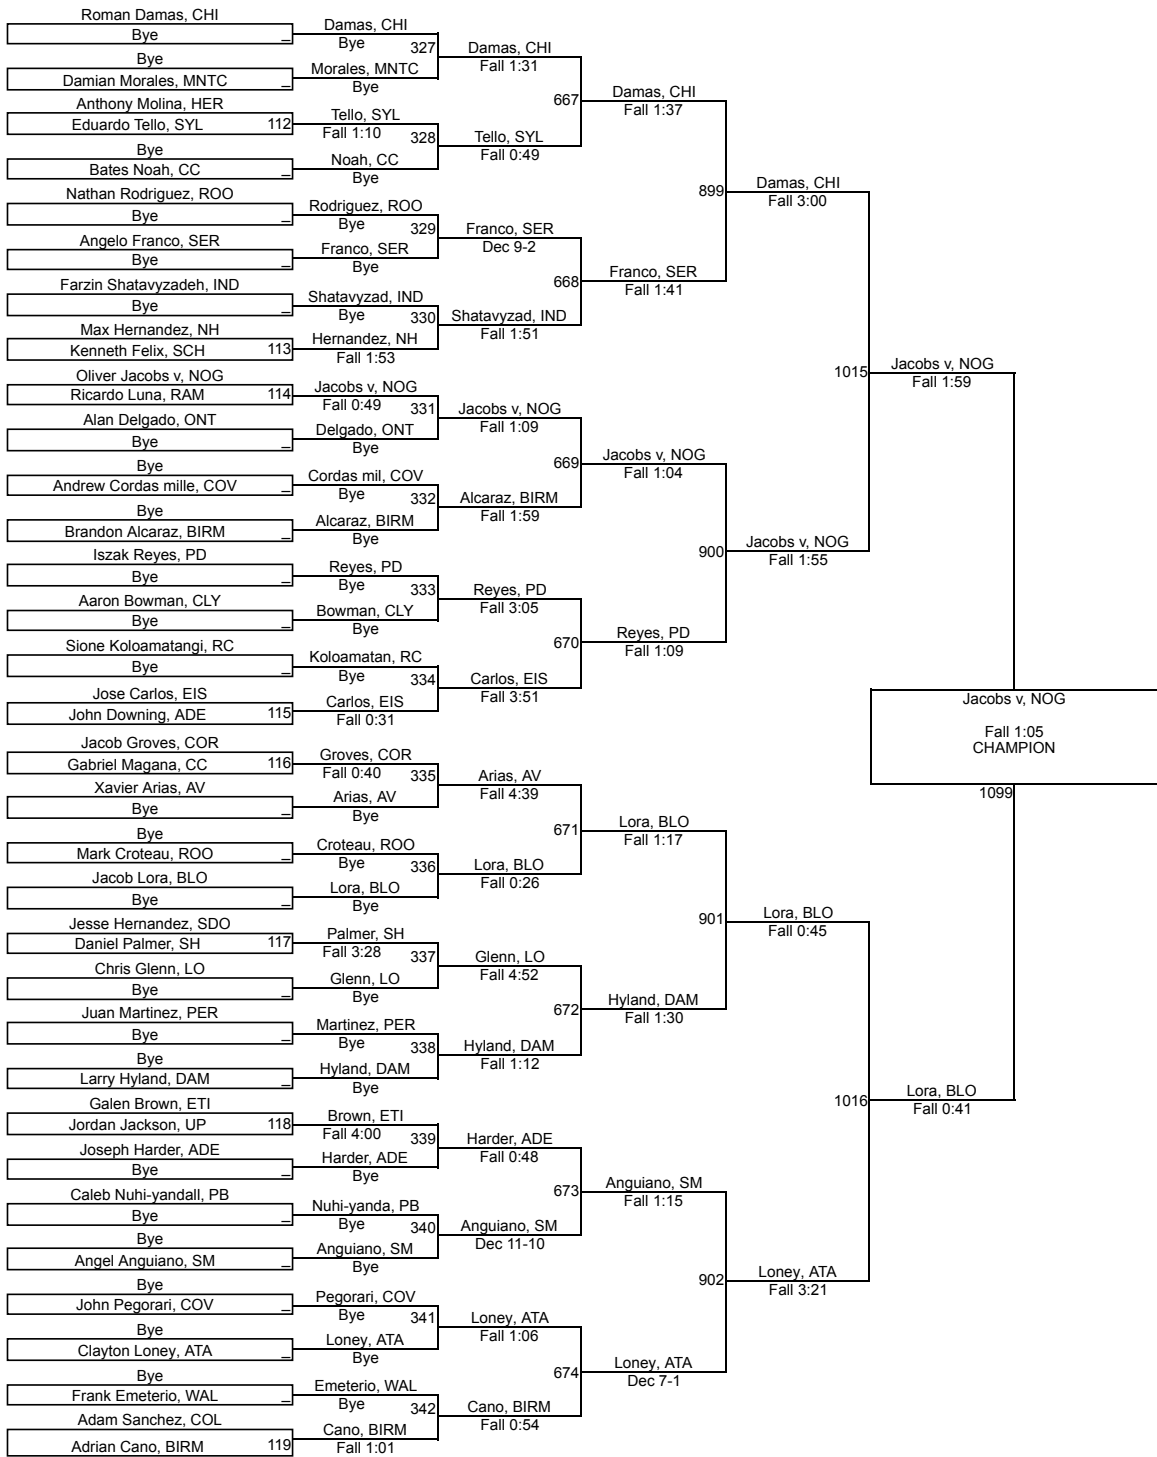 Roman Damas, CHI
Bye _
Bye
Damian Morales, MNTC _
Anthony Molina, HER
Eduardo Tello, SYL 112
Bye
Bates Noah, CC _
Nathan Rodriguez, ROO
Bye _
Angelo Franco, SER
Bye _
Farzin Shatavyzadeh, IND
Bye _
Max Hernandez, NH
Kenneth Felix, SCH 113
Oliver Jacobs v, NOG
Ricardo Luna, RAM 114
Alan Delgado, ONT
Bye _
Bye
Andrew Cordas mille, COV _
Bye
Brandon Alcaraz, BIRM _
Iszak Reyes, PD
Bye _
Aaron Bowman, CLY
Bye _
Sione Koloamatangi, RC
Bye _
Jose Carlos, EIS
John Downing, ADE 115
Jacob Groves, COR
Gabriel Magana, CC 116
Xavier Arias, AV
Bye _
Bye
Mark Croteau, ROO _
Jacob Lora, BLO
Bye _
Jesse Hernandez, SDO
Daniel Palmer, SH 117
Chris Glenn, LO
Bye _
Juan Martinez, PER
Bye _
Bye
Larry Hyland, DAM _
Galen Brown, ETI
Jordan Jackson, UP 118
Joseph Harder, ADE
Bye _
Caleb Nuhi-yandall, PB
Bye _
Bye
Angel Anguiano, SM _
Bye
John Pegorari, COV _
Bye
Clayton Loney, ATA _
Bye
Frank Emeterio, WAL _
Adam Sanchez, COL
Adrian Cano, BIRM 119
Damas, CHI
Bye 327
Morales, MNTC
Bye
Tello, SYL
Fall 1:10 328
Noah, CC
Bye
Rodriguez, ROO
Bye 329
Franco, SER
Bye
Shatavyzad, IND
Bye 330
Hernandez, NH
Fall 1:53
Jacobs v, NOG
Fall 0:49 331
Delgado, ONT
Bye
Cordas mil, COV
Bye 332
Alcaraz, BIRM
Bye
Reyes, PD
Bye 333
Bowman, CLY
Bye
Koloamatan, RC
Bye 334
Carlos, EIS
Fall 0:31
Groves, COR
Fall 0:40 335
Arias, AV
Bye
Croteau, ROO
Bye 336
Lora, BLO
Bye
Palmer, SH
Fall 3:28 337
Glenn, LO
Bye
Martinez, PER
Bye 338
Hyland, DAM
Bye
Brown, ETI
Fall 4:00 339
Harder, ADE
Bye
Nuhi-yanda, PB
Bye 340
Anguiano, SM
Bye
Pegorari, COV
Bye 341
Loney, ATA
Bye
Emeterio, WAL
Bye 342
Cano, BIRM
Fall 1:01
Damas, CHI
Fall 1:31
667
Tello, SYL
Fall 0:49
Franco, SER
Dec 9-2
668
Shatavyzad, IND
Fall 1:51
Jacobs v, NOG
Fall 1:09
669
Alcaraz, BIRM
Fall 1:59
Reyes, PD
Fall 3:05
670
Carlos, EIS
Fall 3:51
Arias, AV
Fall 4:39
671
Lora, BLO
Fall 0:26
Glenn, LO
Fall 4:52
672
Hyland, DAM
Fall 1:12
Harder, ADE
Fall 0:48
673
Anguiano, SM
Dec 11-10
Loney, ATA
Fall 1:06
674
Cano, BIRM
Fall 0:54
Damas, CHI
Fall 1:37
899
Franco, SER
Fall 1:41
Jacobs v, NOG
Fall 1:04
900
Reyes, PD
Fall 1:09
Lora, BLO
Fall 1:17
901
Hyland, DAM
Fall 1:30
Anguiano, SM
Fall 1:15
902
Loney, ATA
Dec 7-1
Damas, CHI
Fall 3:00
1015
Jacobs v, NOG
Fall 1:55
Lora, BLO
Fall 0:45
1016
Loney, ATA
Fall 3:21
Jacobs v, NOG
Fall 1:59
Lora, BLO
Fall 0:41
Jacobs v, NOG
Fall 1:05
CHAMPION
1099